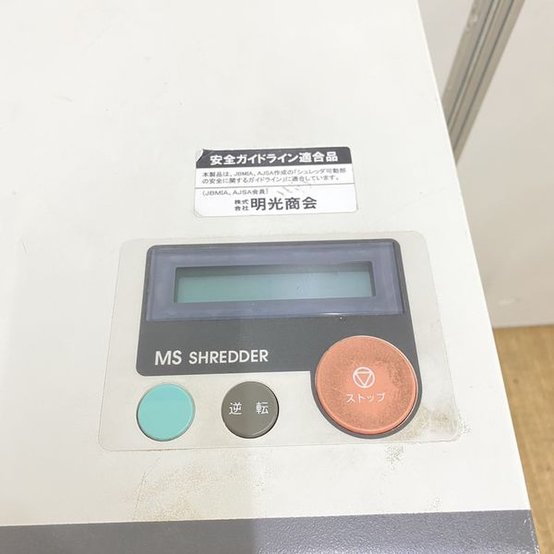 安全ガイドライン適合品
本製品は、JBMIA、AJSA作成の「シュレッダ可動部
の安全に関するガイドライン」に適合しています。
(JBMIA、AJSA会員)
株式会社 明光商会
MS SHREDDER
逆転
ストップ